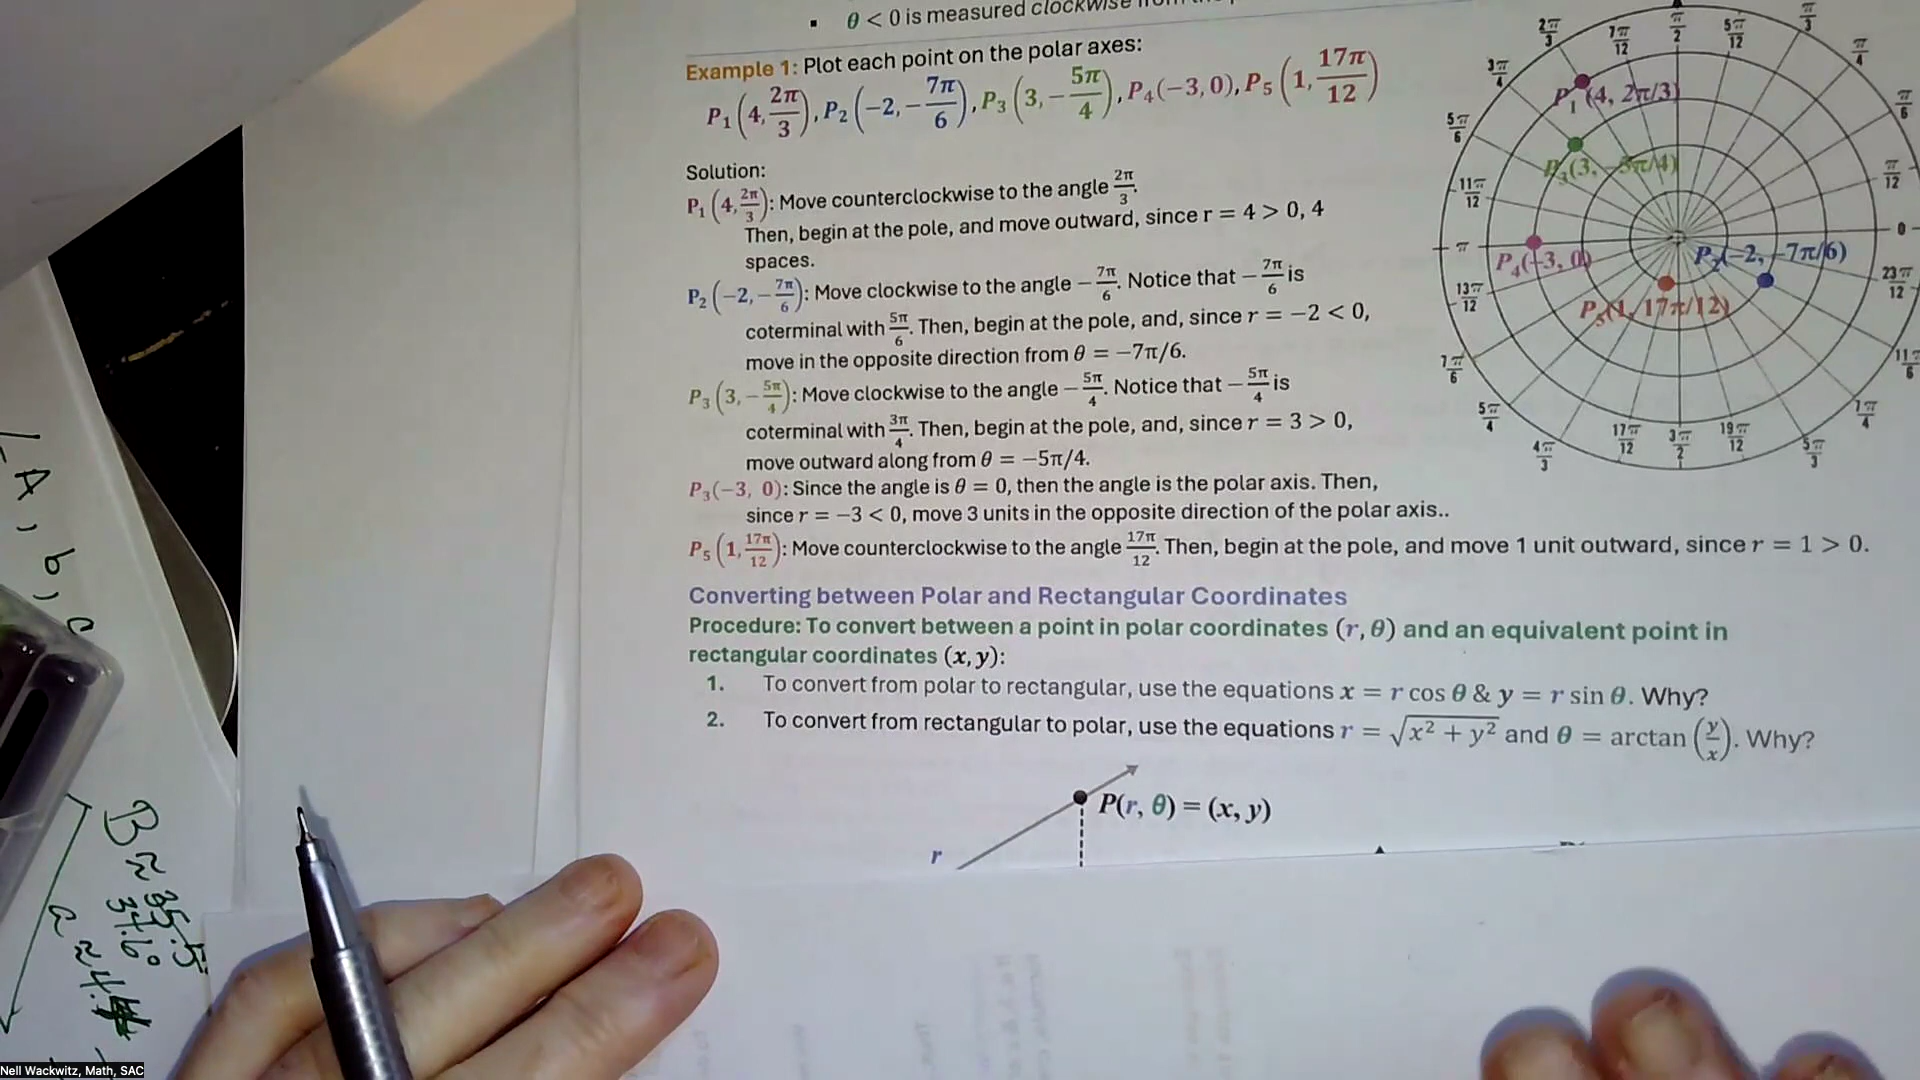 ▪ θ < 0 is measured clockwise from the
Example 1: Plot each point on the polar axes:
P₁(4, 2π/3), P₂(−2, −7π/6), P₃(3, −5π/4), P₄(−3, 0), P₅(1, 17π/12)
Solution:
P₁(4, 2π/3): Move counterclockwise to the angle 2π/3.
Then, begin at the pole, and move outward, since r = 4 > 0, 4
spaces.
P₂(−2, −7π/6): Move clockwise to the angle −7π/6. Notice that −7π/6 is
coterminal with 5π/6. Then, begin at the pole, and, since r = −2 < 0,
move in the opposite direction from θ = −7π/6.
P₃(3, −5π/4): Move clockwise to the angle −5π/4. Notice that −5π/4 is
coterminal with 3π/4. Then, begin at the pole, and, since r = 3 > 0,
move outward along from θ = −5π/4.
P₃(−3, 0): Since the angle is θ = 0, then the angle is the polar axis. Then,
since r = −3 < 0, move 3 units in the opposite direction of the polar axis..
P₅(1, 17π/12): Move counterclockwise to the angle 17π/12. Then, begin at the pole, and move 1 unit outward, since r = 1 > 0.
Converting between Polar and Rectangular Coordinates
Procedure: To convert between a point in polar coordinates (r, θ) and an equivalent point in
rectangular coordinates (x, y):
1. To convert from polar to rectangular, use the equations x = r cos θ & y = r sin θ. Why?
2. To convert from rectangular to polar, use the equations r = √(x² + y²) and θ = arctan(y/x). Why?
P(r, θ) = (x, y)
r
π/2
5π/12
π/3
π/4
π/6
π/12
0
23π/12
11π/6
7π/4
5π/3
19π/12
3π/2
17π/12
4π/3
5π/4
7π/6
13π/12
π
11π/12
5π/6
3π/4
2π/3
7π/12
P₁(4, 2π/3)
P₃(3, −5π/4)
P₄(−3, 0)
P₂(−2, −7π/6)
P₅(1, 17π/12)
A, b, c
B ≈ 35.5
34.6°
a ≈ 4.
Nell Wackwitz, Math, SAC